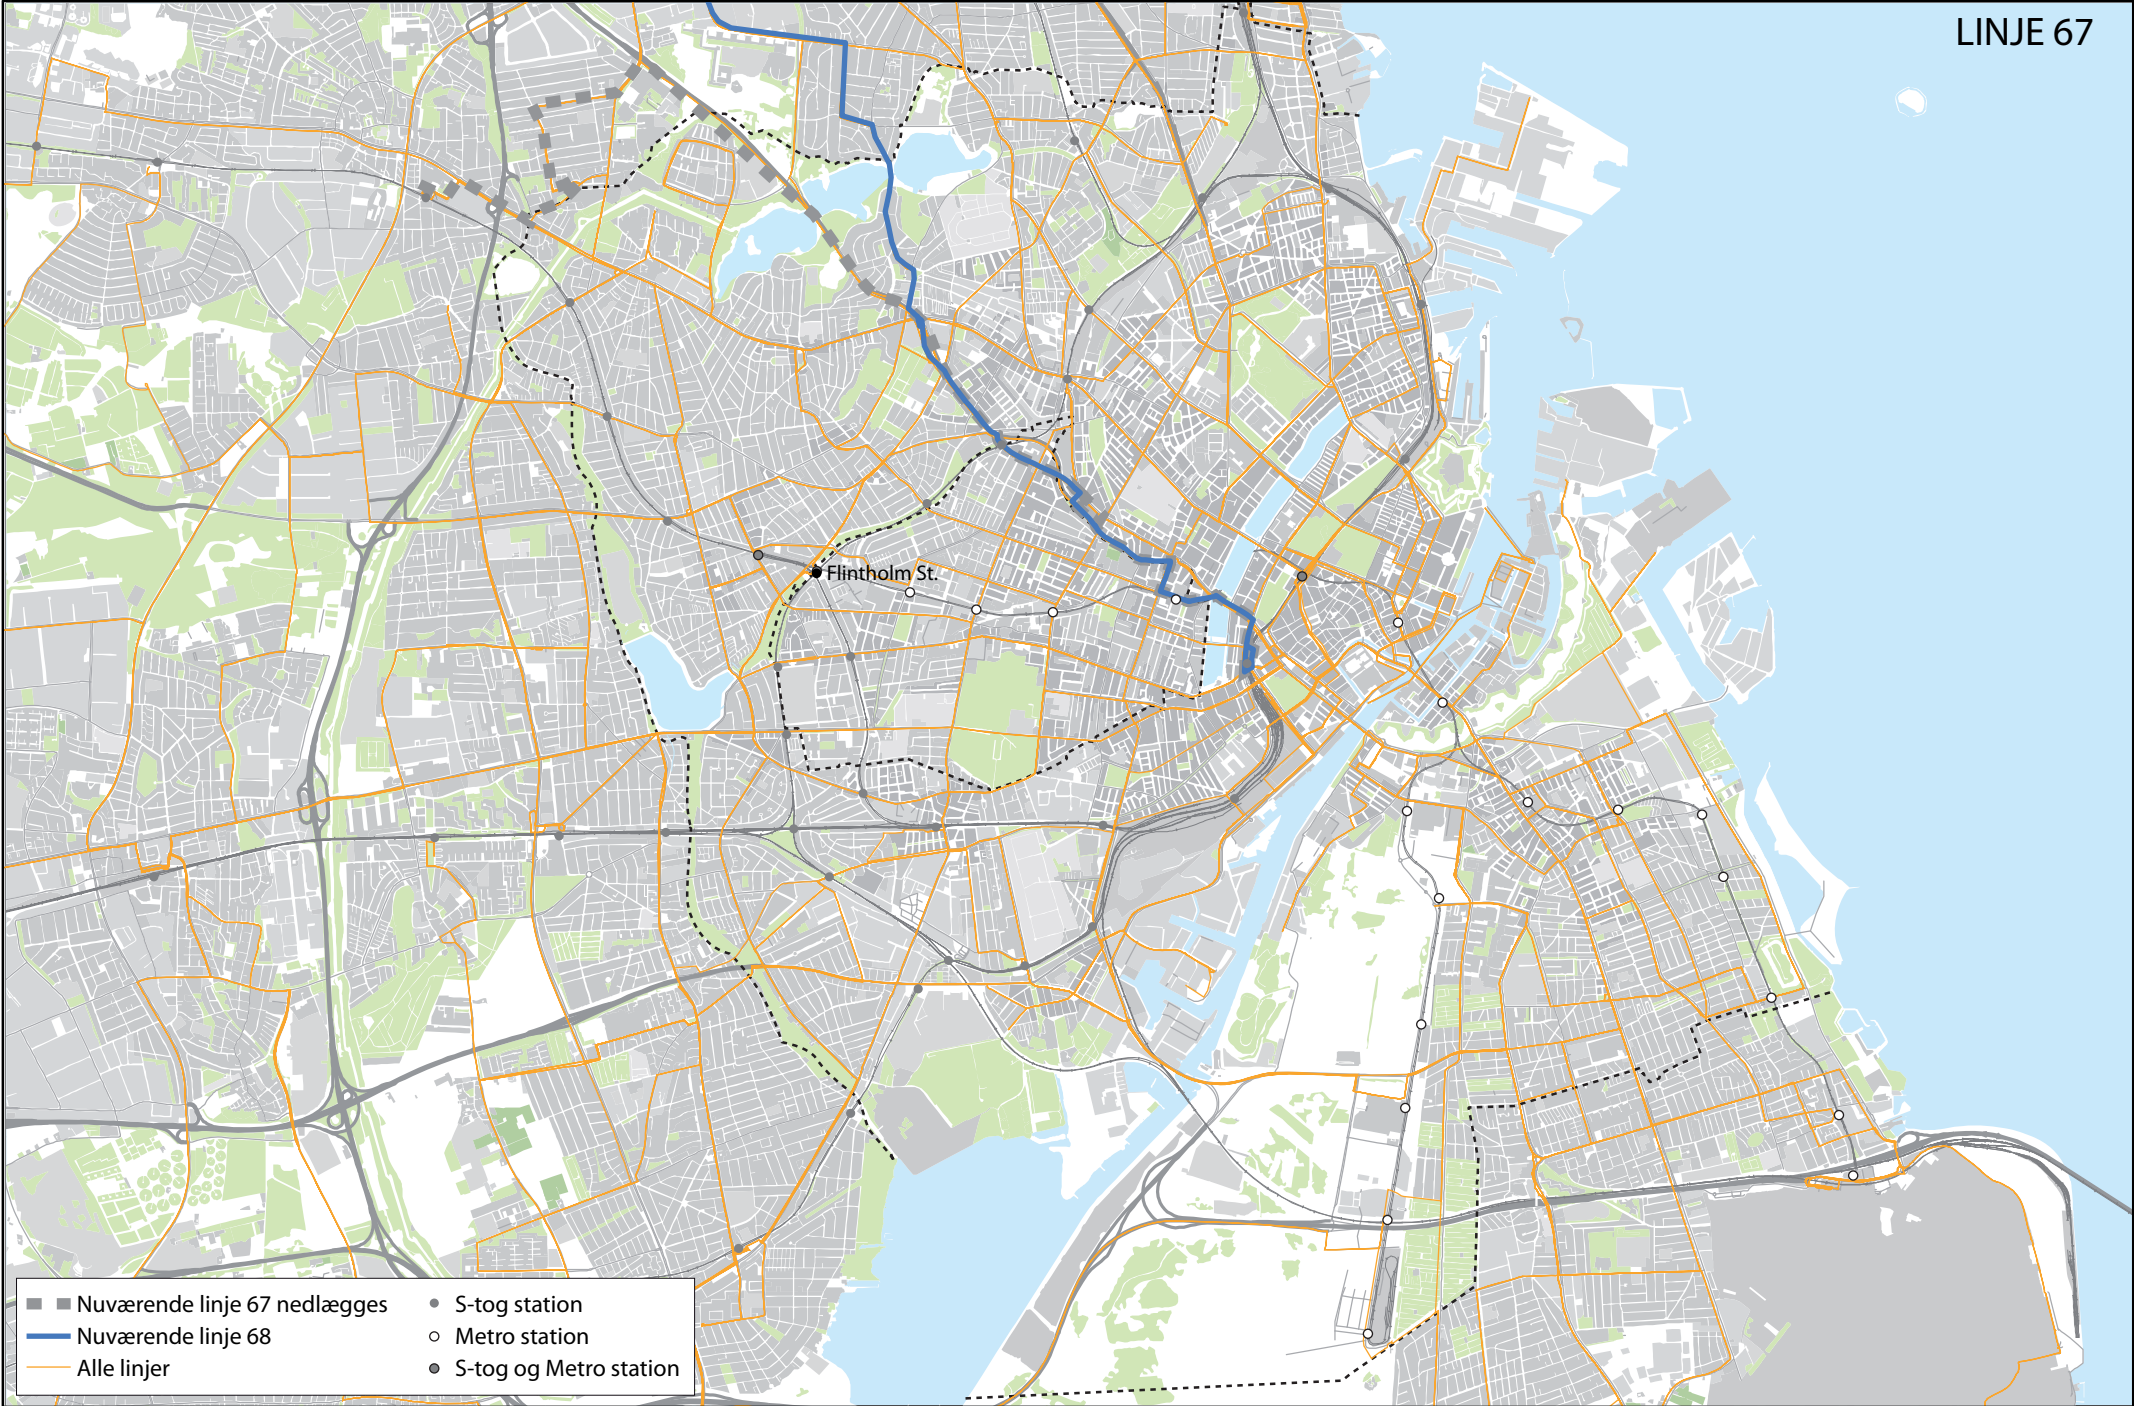 LINJE 67
Flintholm St.
Nuværende linje 67 nedlægges
Nuværende linje 68
Alle linjer
S-tog station
Metro station
S-tog og Metro station